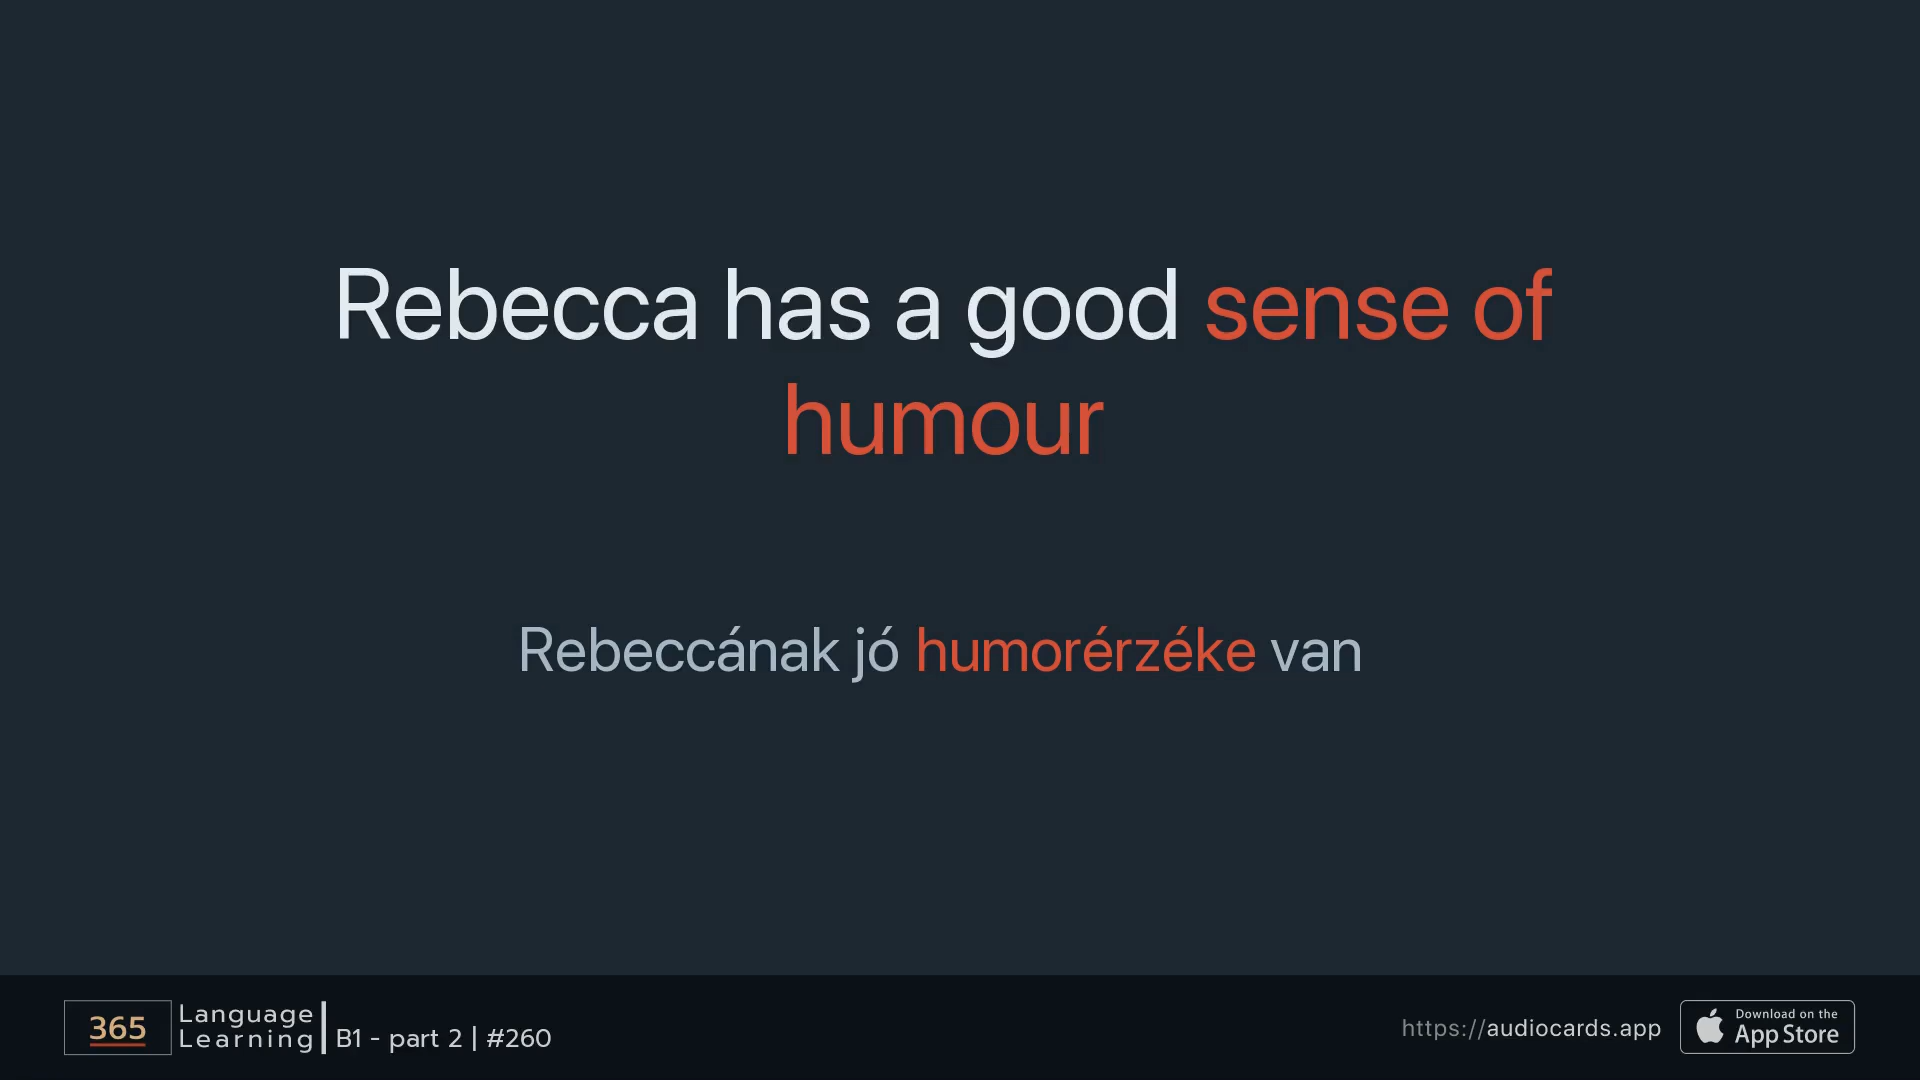 Rebecca has a good sense of
humour
Rebeccának jó humorérzéke van
365
Language
Learning
B1 - part 2 | #260
https://audiocards.app
Download on the
App Store